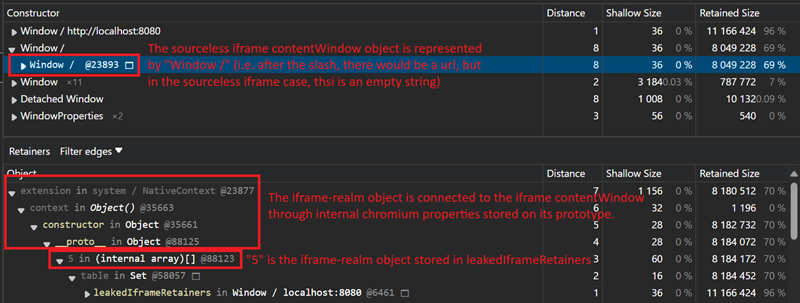 Constructor Distance Shallow Size Retained Size
Window / http://localhost:8080 1 36 0 % 11 166 424 96 %
Window / 8 36 0 % 8 049 228 69 %
Window / @23893 8 36 0 % 8 049 228 69 %
Window ×11 2 3 184 0.03 % 787 772 7 %
Detached Window 8 1 008 0 % 10 132 0.09 %
WindowProperties ×2 3 56 0 % 540 0 %
The sourceless iframe contentWindow object is represented
by "Window /" (i.e. after the slash, there would be a url, but
in the sourceless iframe case, thsi is an empty string)
Retainers Filter edges
Object Distance Shallow Size Retained Size
extension in system / NativeContext @23877 7 1 156 0 % 8 180 512 70 %
context in Object() @35663 6 32 0 % 1 196 0 %
constructor in Object @35661 5 28 0 % 8 182 732 70 %
__proto__ in Object @88125 4 28 0 % 8 184 072 70 %
5 in (internal array)[] @88123 3 60 0 % 8 184 172 70 %
table in Set @58057 2 16 0 % 8 184 452 70 %
leakedIframeRetainers in Window / localhost:8080 @6461 1 36 0 % 11 166 424 96 %
The iframe-realm object is connected to the iframe contentWindow
through internal chromium properties stored on its prototype.
"5" is the iframe-realm object stored in leakedIframeRetainers